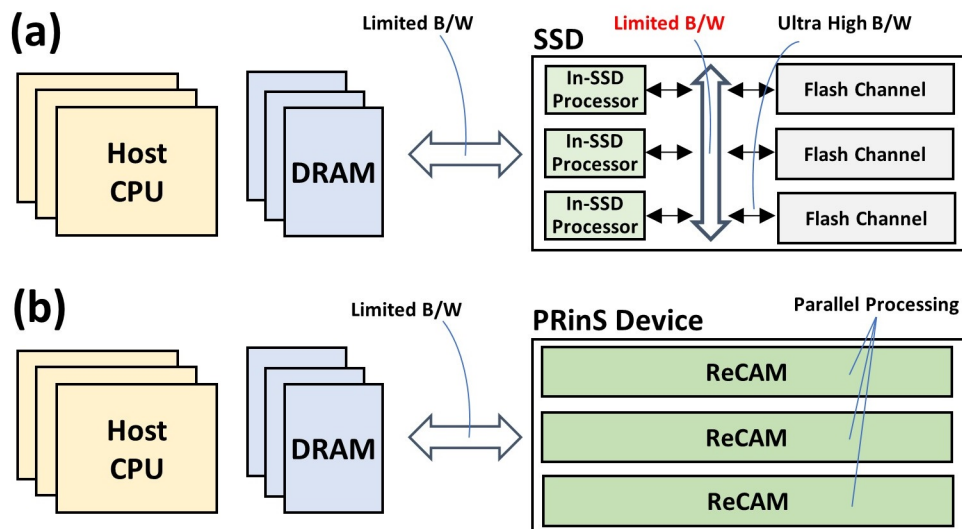 (a)
Limited B/W
Limited B/W
Ultra High B/W
SSD
Host
CPU
DRAM
In-SSD
Processor
Flash Channel
In-SSD
Processor
Flash Channel
In-SSD
Processor
Flash Channel
(b)
Limited B/W
Parallel Processing
PRinS Device
Host
CPU
DRAM
ReCAM
ReCAM
ReCAM